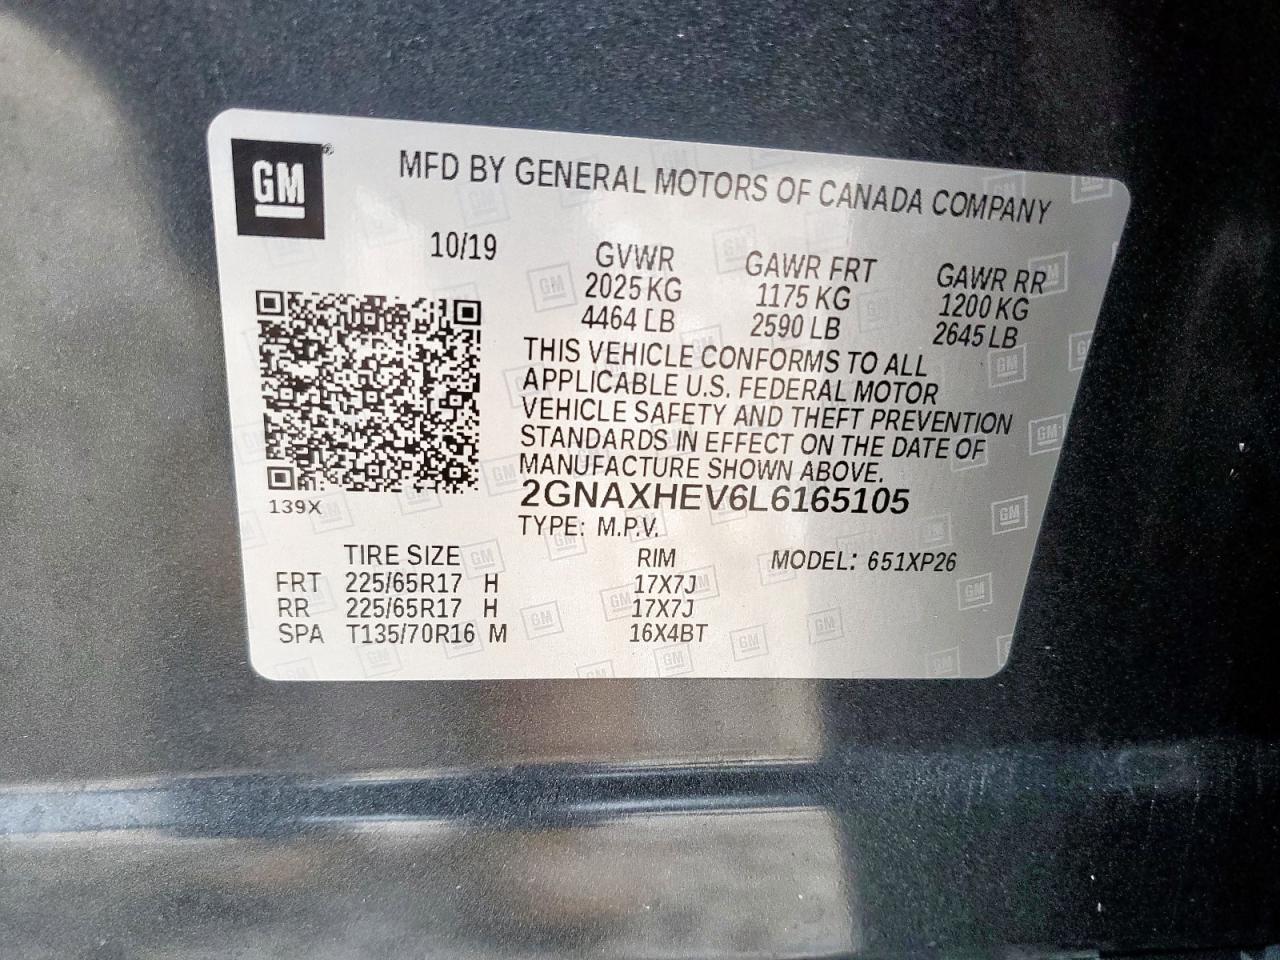 GM
MFD BY GENERAL MOTORS OF CANADA COMPANY
10/19
GVWR GAWR FRT GAWR RR
2025 KG 1175 KG 1200 KG
4464 LB 2590 LB 2645 LB
THIS VEHICLE CONFORMS TO ALL
APPLICABLE U.S. FEDERAL MOTOR
VEHICLE SAFETY AND THEFT PREVENTION
STANDARDS IN EFFECT ON THE DATE OF
MANUFACTURE SHOWN ABOVE.
2GNAXHEV6L6165105
139X
TYPE: M.P.V.
TIRE SIZE RIM MODEL: 651XP26
FRT 225/65R17 H 17X7J
RR 225/65R17 H 17X7J
SPA T135/70R16 M 16X4BT